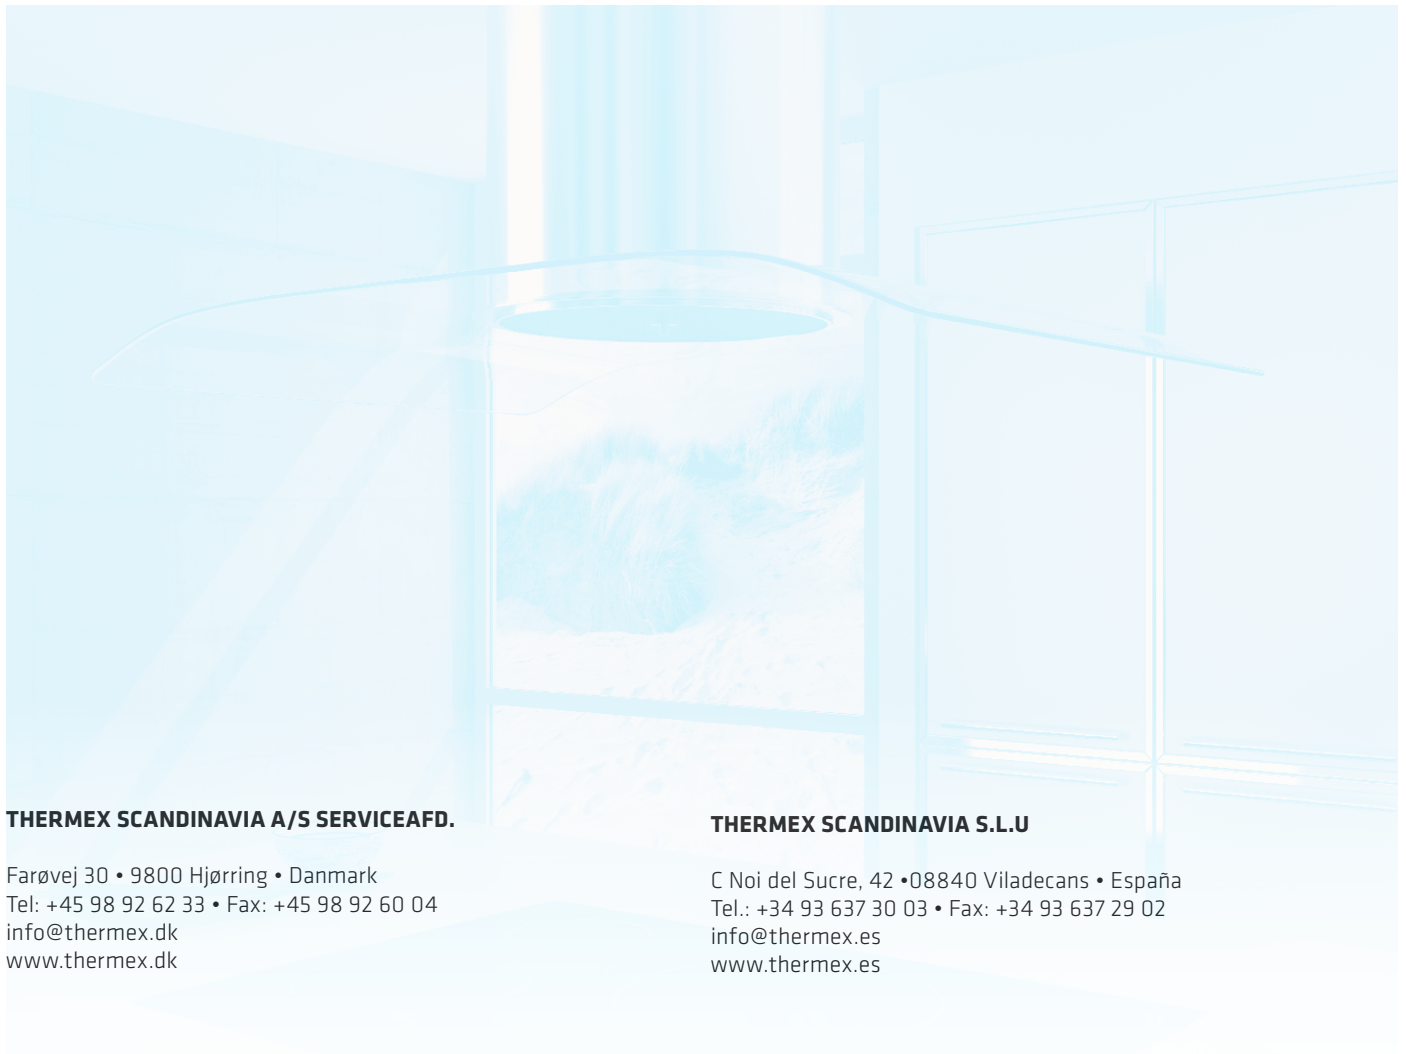 THERMEX SCANDINAVIA A/S SERVICEAFD.
Farøvej 30 • 9800 Hjørring • Danmark
Tel: +45 98 92 62 33 • Fax: +45 98 92 60 04
info@thermex.dk
www.thermex.dk
THERMEX SCANDINAVIA S.L.U
C Noi del Sucre, 42 •08840 Viladecans • España
Tel.: +34 93 637 30 03 • Fax: +34 93 637 29 02
info@thermex.es
www.thermex.es